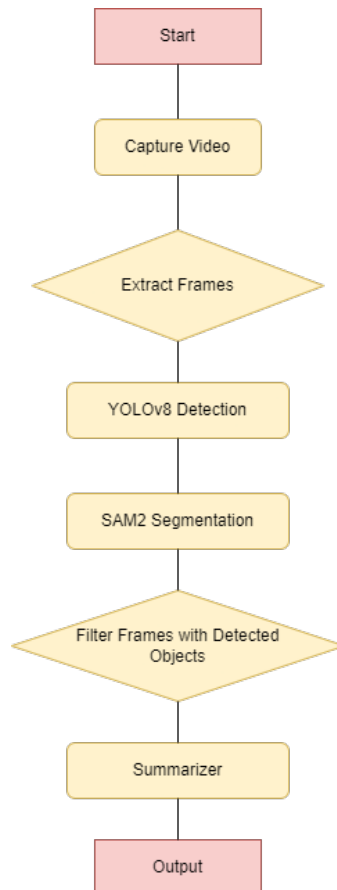 Start
Capture Video
Extract Frames
YOLOv8 Detection
SAM2 Segmentation
Filter Frames with Detected
Objects
Summarizer
Output